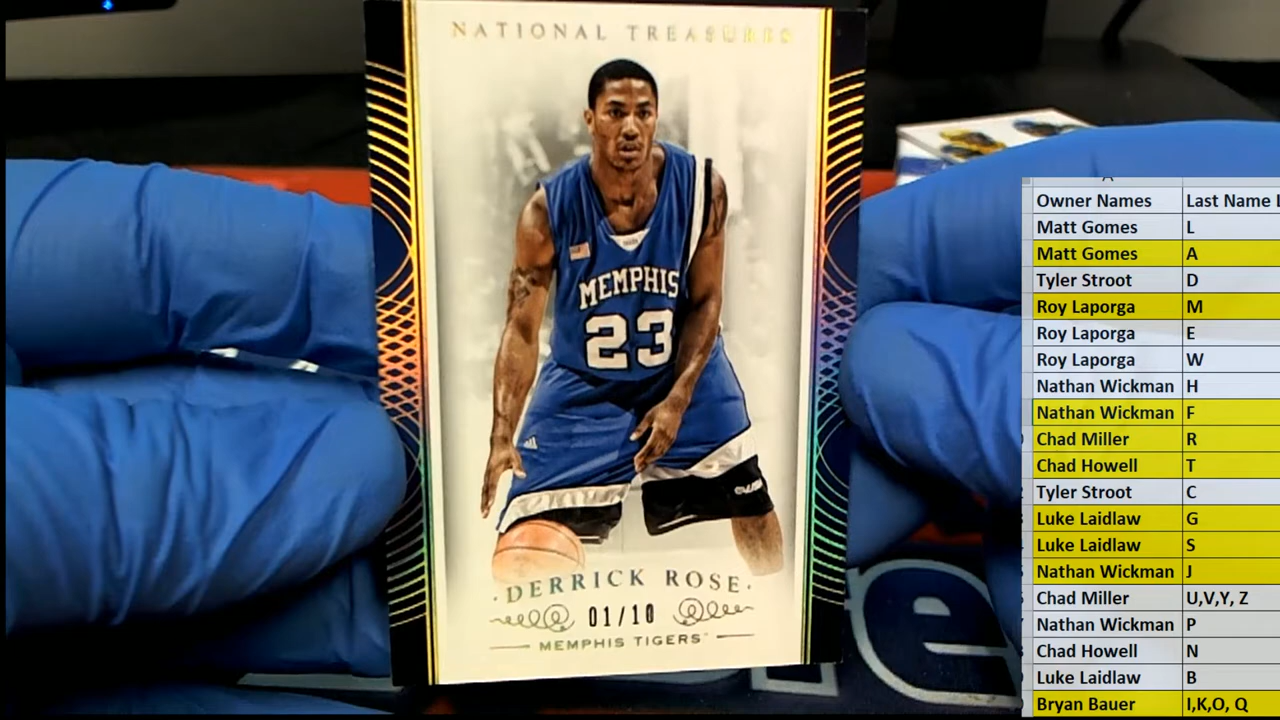 NATIONAL TREASURES
MEMPHIS
23
DERRICK ROSE
01/10
MEMPHIS TIGERS
Owner Names Last Name
Matt Gomes L
Matt Gomes A
Tyler Stroot D
Roy Laporga M
Roy Laporga E
Roy Laporga W
Nathan Wickman H
Nathan Wickman F
Chad Miller R
Chad Howell T
Tyler Stroot C
Luke Laidlaw G
Luke Laidlaw S
Nathan Wickman J
Chad Miller U,V,Y, Z
Nathan Wickman P
Chad Howell N
Luke Laidlaw B
Bryan Bauer I,K,O, Q